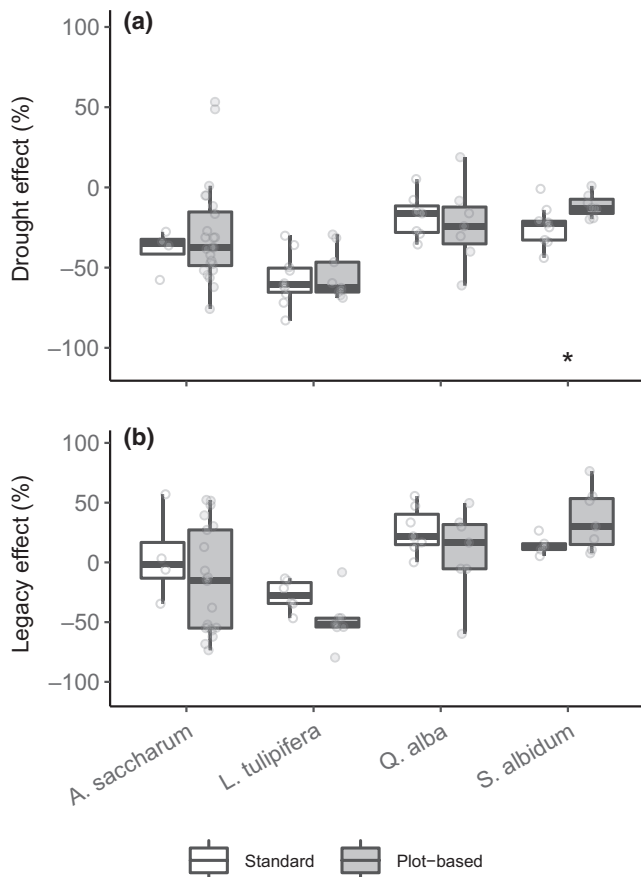 (a)
Drought effect (%)
100
50
0
−50
−100
*
(b)
Legacy effect (%)
100
50
0
−50
−100
A. saccharum
L. tulipifera
Q. alba
S. albidum
Standard
Plot−based